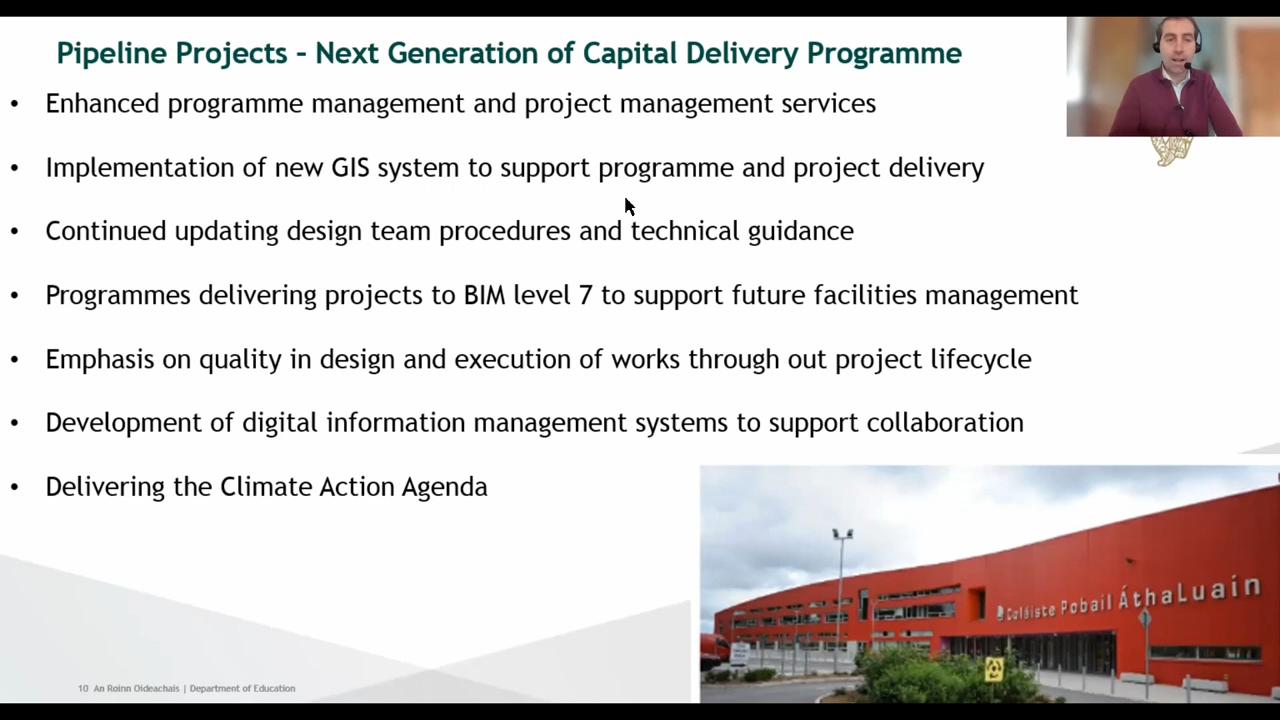 Pipeline Projects – Next Generation of Capital Delivery Programme
• Enhanced programme management and project management services
• Implementation of new GIS system to support programme and project delivery
• Continued updating design team procedures and technical guidance
• Programmes delivering projects to BIM level 7 to support future facilities management
• Emphasis on quality in design and execution of works through out project lifecycle
• Development of digital information management systems to support collaboration
• Delivering the Climate Action Agenda
Coláiste Pobail ÁthaLuain
10 An Roinn Oideachais | Department of Education